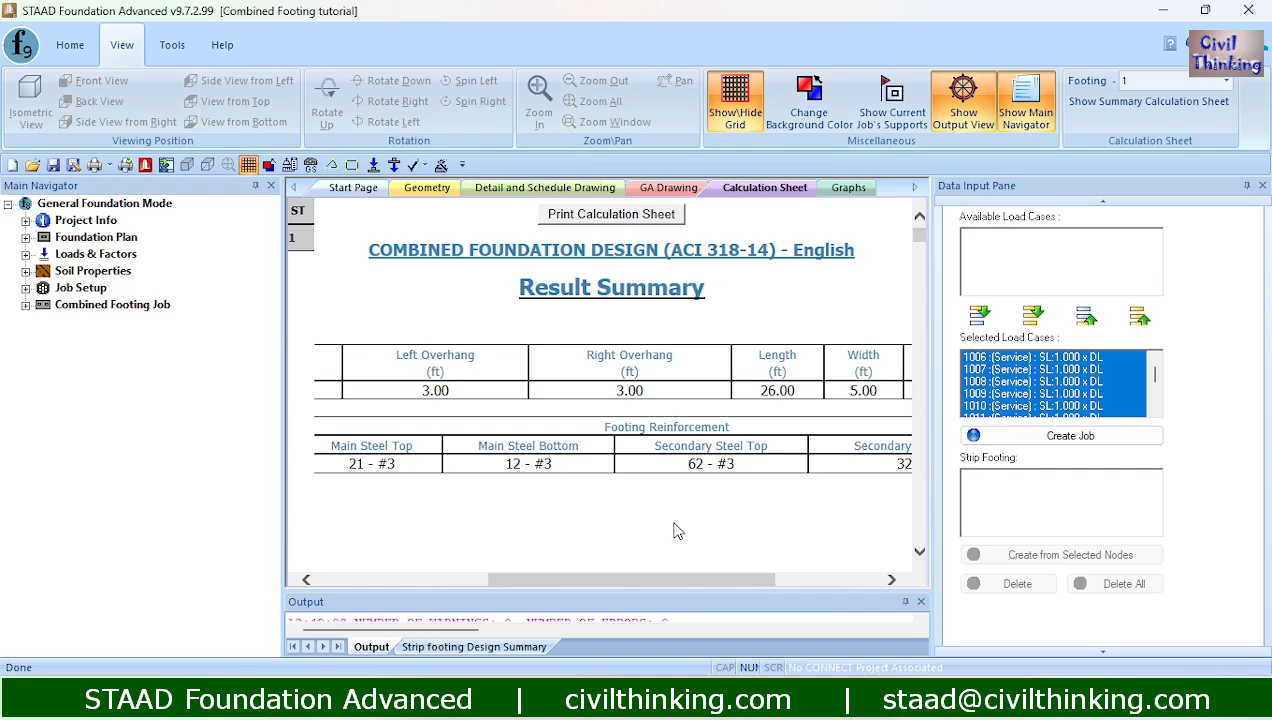 STAAD Foundation Advanced v9.7.2.99 [Combined Footing tutorial]
Home View Tools Help
Civil Thinking
Isometric View
Front View
Back View
Side View from Right
Side View from Left
View from Top
View from Bottom
Viewing Position
Rotate Up
Rotate Down
Rotate Right
Rotate Left
Spin Left
Spin Right
Rotation
Zoom In
Zoom Out
Zoom All
Zoom Window
Pan
Zoom\Pan
Show\Hide Grid
Change Background Color
Show Current Job's Supports
Show Output View
Show Main Navigator
Miscellaneous
Footing - 1
Show Summary Calculation Sheet
Calculation Sheet
Main Navigator
General Foundation Mode
Project Info
Foundation Plan
Loads & Factors
Soil Properties
Job Setup
Combined Footing Job
Start Page Geometry Detail and Schedule Drawing GA Drawing Calculation Sheet Graphs
ST
1
Print Calculation Sheet
COMBINED FOUNDATION DESIGN (ACI 318-14) - English
Result Summary
Left Overhang (ft) Right Overhang (ft) Length (ft) Width (ft)
3.00 3.00 26.00 5.00
Footing Reinforcement
Main Steel Top Main Steel Bottom Secondary Steel Top Secondary
21 - #3 12 - #3 62 - #3 32
Output
Output Strip footing Design Summary
Data Input Pane
Available Load Cases :
Selected Load Cases :
1006 :(Service) : SL:1.000 x DL
1007 :(Service) : SL:1.000 x DL
1008 :(Service) : SL:1.000 x DL
1009 :(Service) : SL:1.000 x DL
1010 :(Service) : SL:1.000 x DL
Create Job
Strip Footing:
Create from Selected Nodes
Delete Delete All
Done CAP NUM SCR No CONNECT Project Associated
STAAD Foundation Advanced | civilthinking.com | staad@civilthinking.com